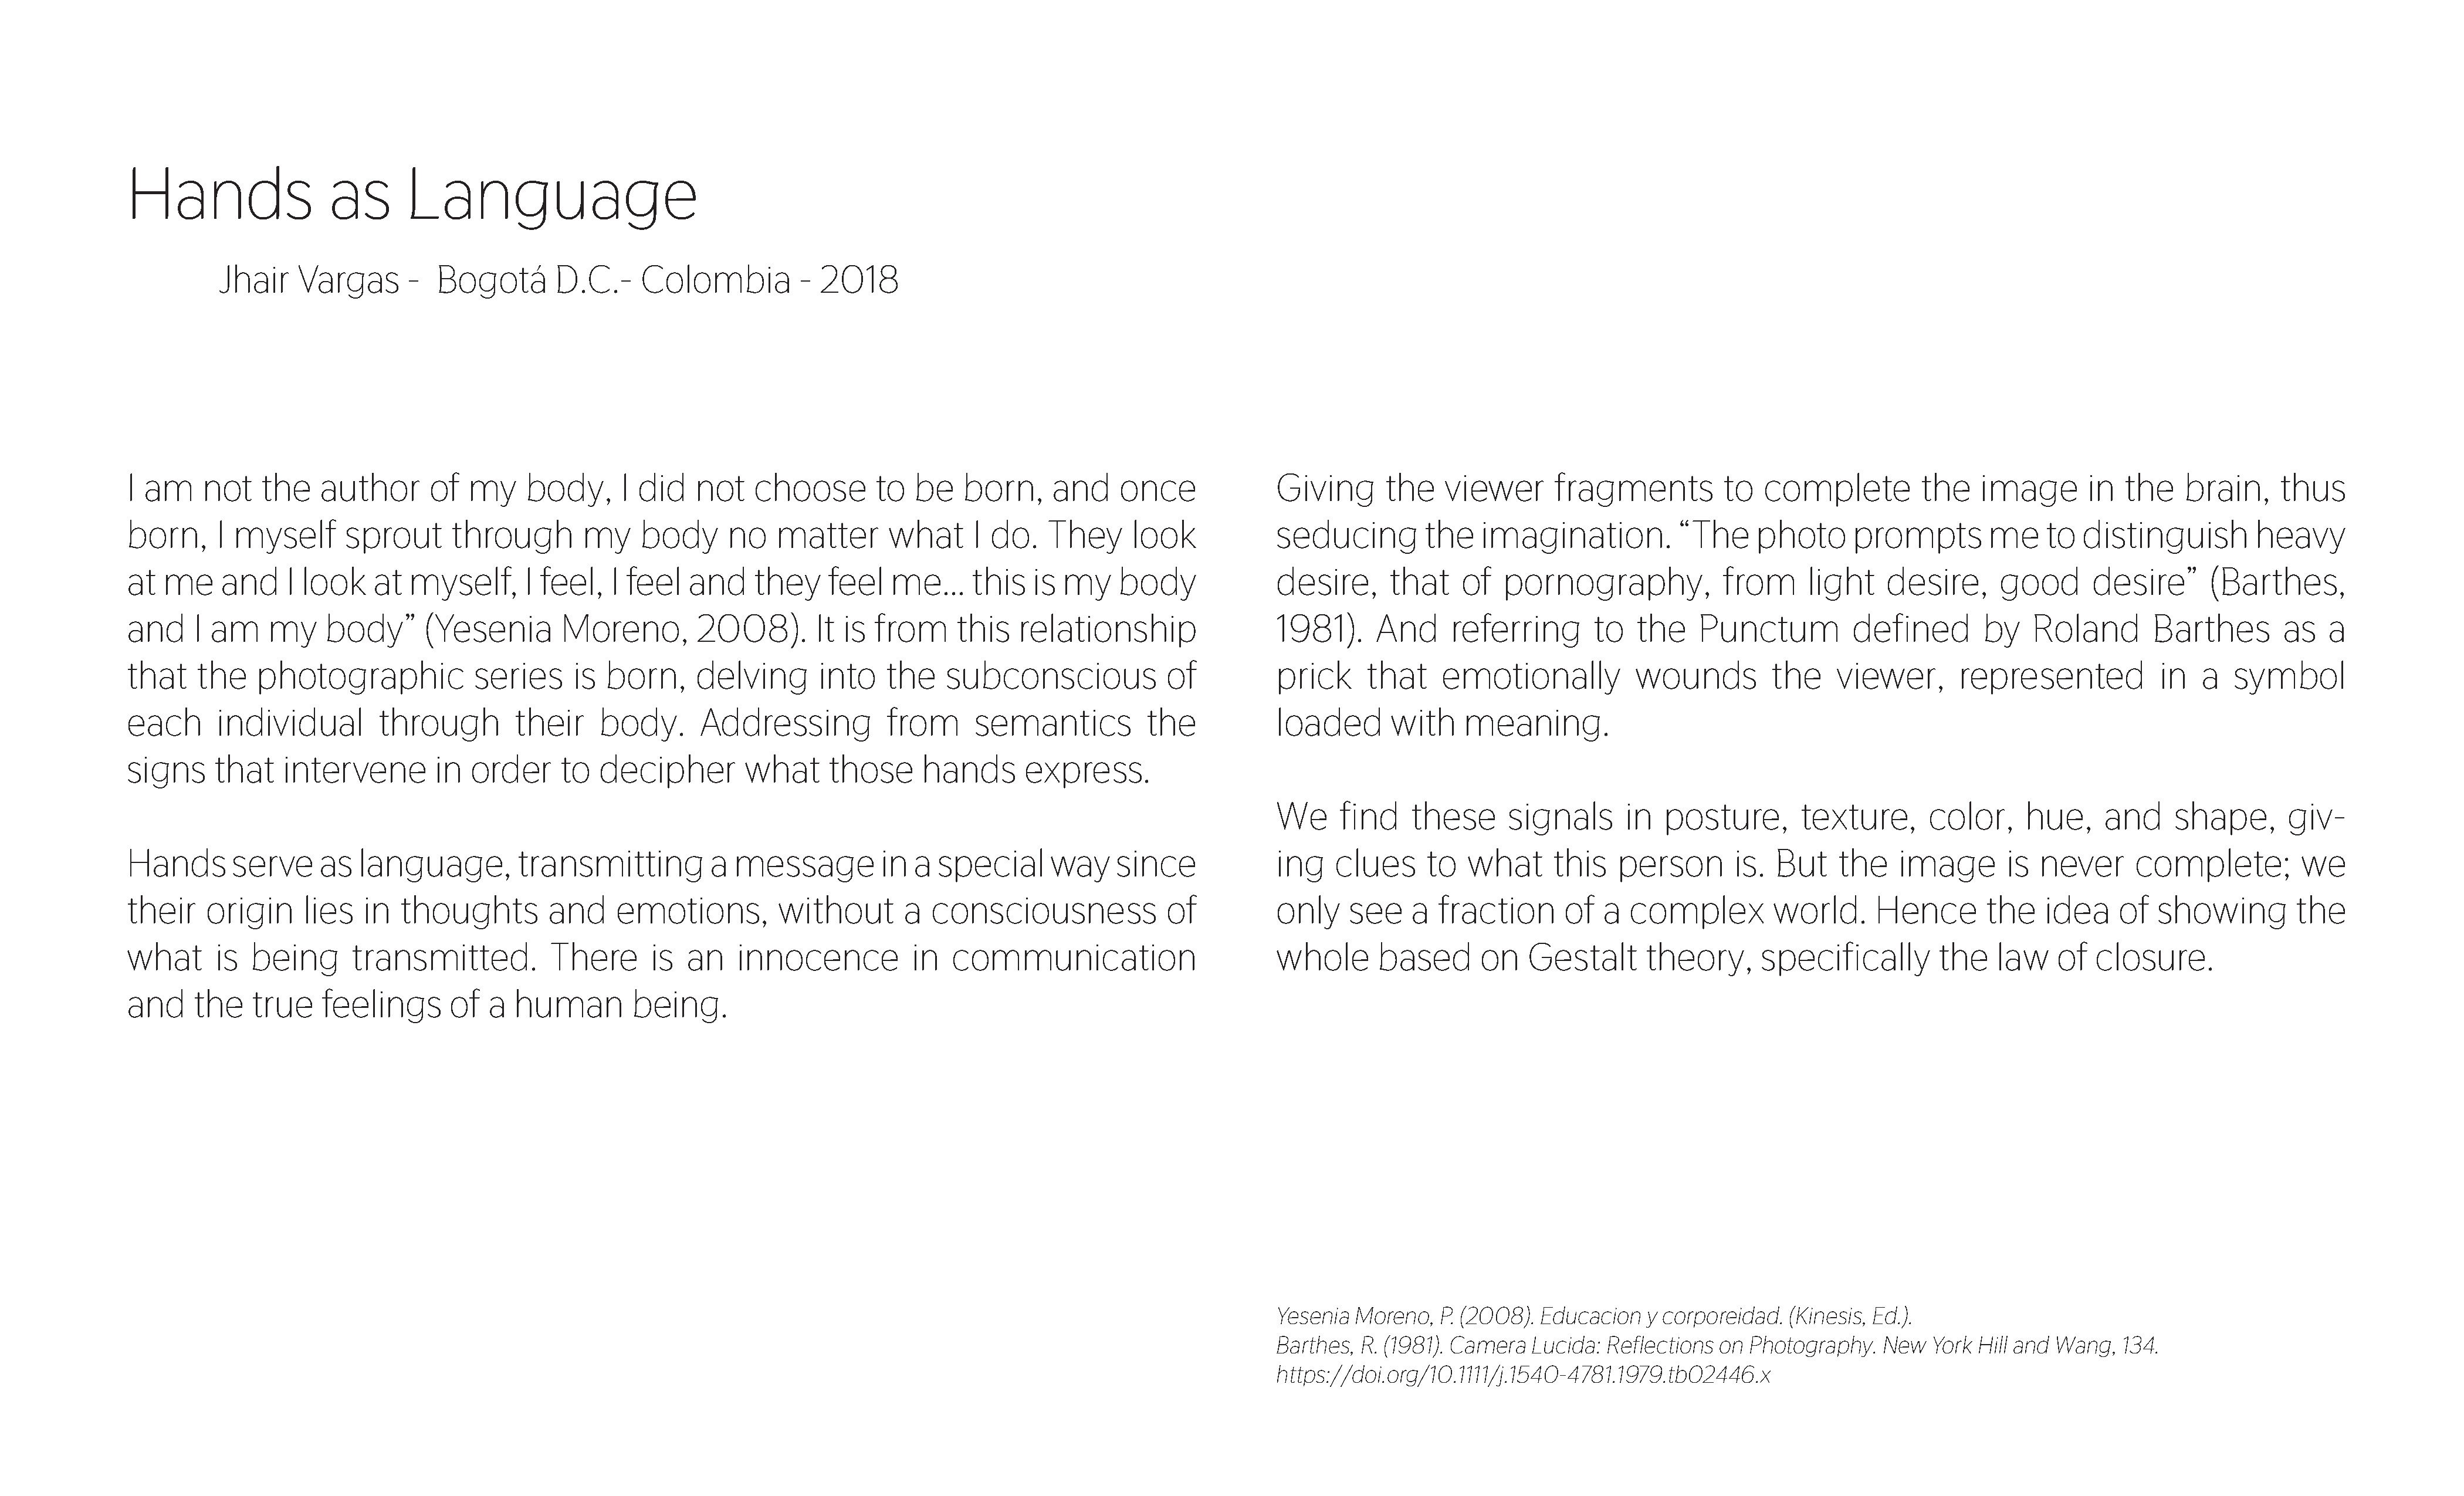 Hands as Language
Jhair Vargas -  Bogotá D.C.- Colombia - 2018
I am not the author of my body, I did not choose to be born, and once
born, I myself sprout through my body no matter what I do. They look
at me and I look at myself, I feel, I feel and they feel me... this is my body
and I am my body” (Yesenia Moreno, 2008). It is from this relationship
that the photographic series is born, delving into the subconscious of
each individual through their body. Addressing from semantics the
signs that intervene in order to decipher what those hands express.
Hands serve as language, transmitting a message in a special way since
their origin lies in thoughts and emotions, without a consciousness of
what is being transmitted. There is an innocence in communication
and the true feelings of a human being.
Giving the viewer fragments to complete the image in the brain, thus
seducing the imagination. “The photo prompts me to distinguish heavy
desire, that of pornography, from light desire, good desire” (Barthes,
1981). And referring to the Punctum defined by Roland Barthes as a
prick that emotionally wounds the viewer, represented in a symbol
loaded with meaning.
We find these signals in posture, texture, color, hue, and shape, giv-
ing clues to what this person is. But the image is never complete; we
only see a fraction of a complex world. Hence the idea of showing the
whole based on Gestalt theory, specifically the law of closure.
Yesenia Moreno, P. (2008). Educacion y corporeidad. (Kinesis, Ed.).
Barthes, R. (1981). Camera Lucida: Reflections on Photography. New York Hill and Wang, 134.
https://doi.org/10.1111/j.1540-4781.1979.tb02446.x